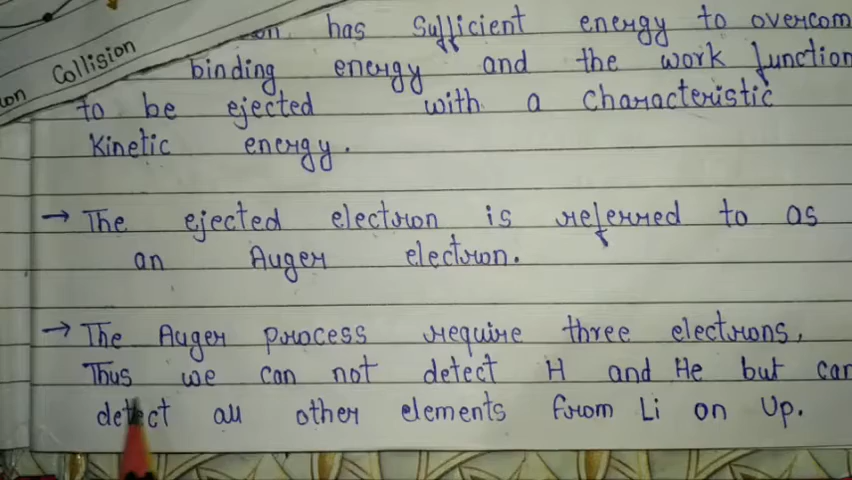 Collision
has sufficient energy to overcom
binding energy and the work function
to be ejected with a characteristic
Kinetic energy.
→ The ejected electron is referred to as
an Auger electron.
→ The Auger process require three electrons,
Thus we can not detect H and He but can
detect all other elements from Li on Up.